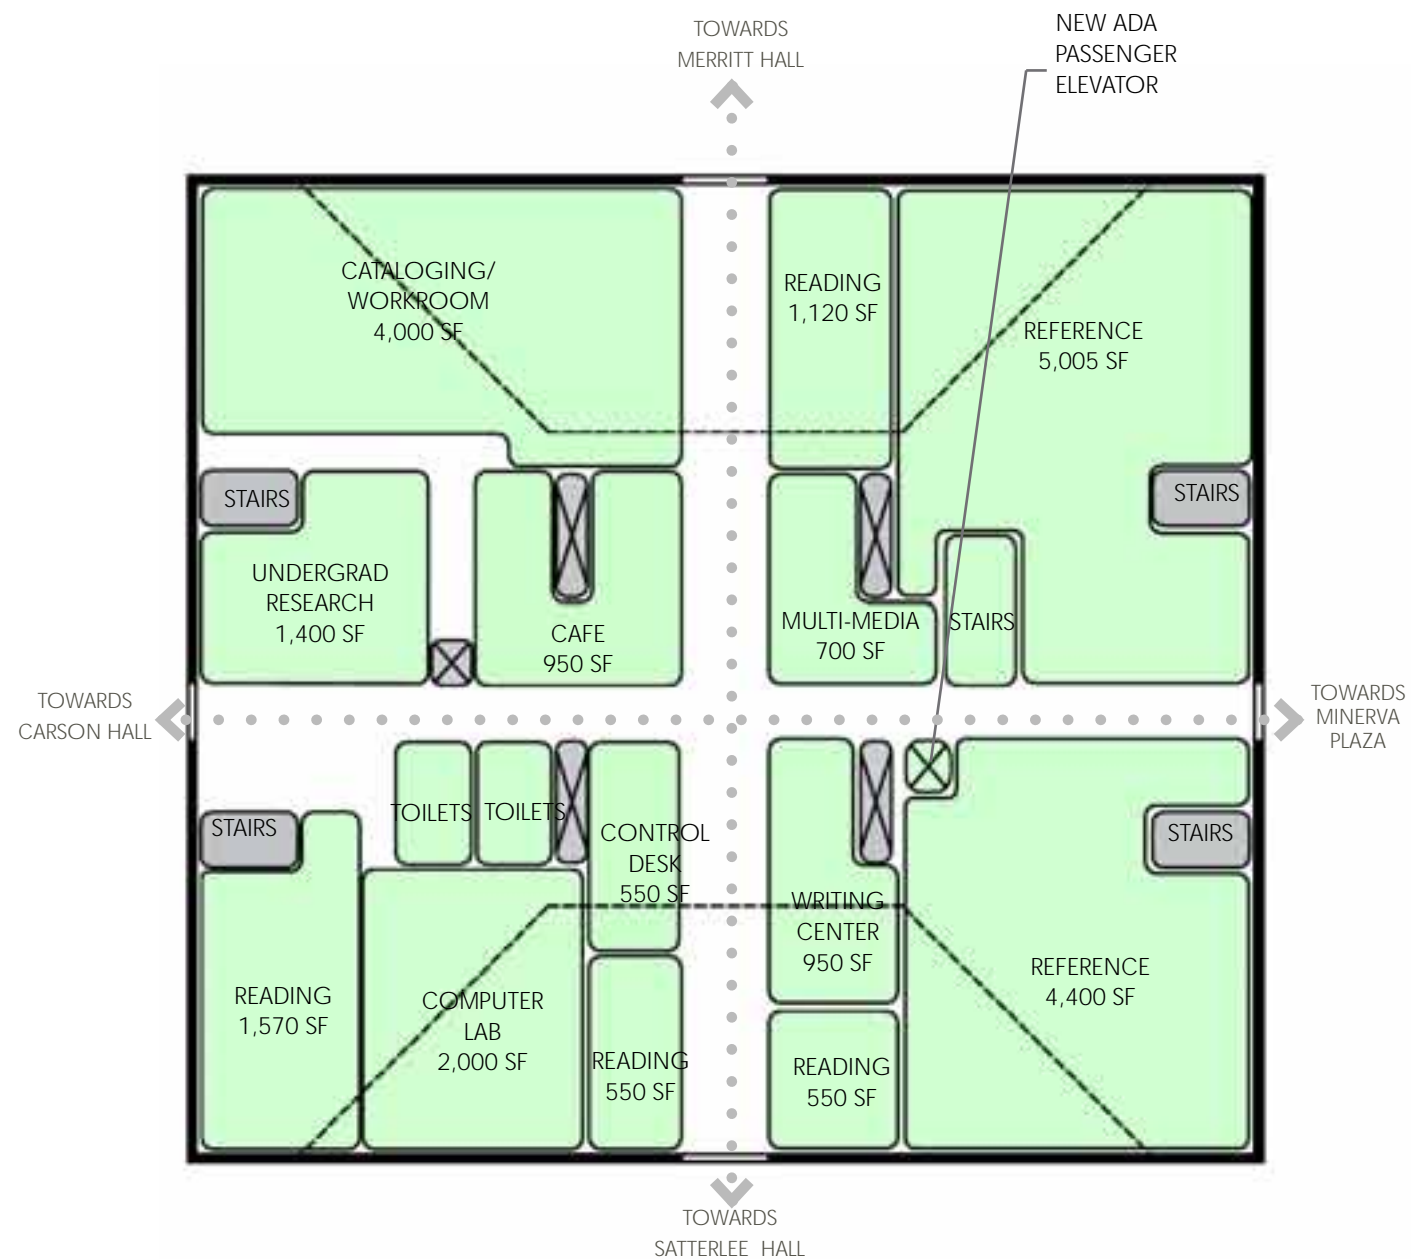 TOWARDS
MERRITT HALL
NEW ADA
PASSENGER
ELEVATOR
CATALOGING/
WORKROOM
4,000 SF
READING
1,120 SF
REFERENCE
5,005 SF
STAIRS
STAIRS
UNDERGRAD
RESEARCH
1,400 SF
CAFE
950 SF
MULTI-MEDIA
700 SF
STAIRS
TOWARDS
CARSON HALL
TOWARDS
MINERVA
PLAZA
STAIRS
TOILETS
TOILETS
CONTROL
DESK
550 SF
STAIRS
WRITING
CENTER
950 SF
READING
1,570 SF
COMPUTER
LAB
2,000 SF
READING
550 SF
READING
550 SF
REFERENCE
4,400 SF
TOWARDS
SATTERLEE HALL